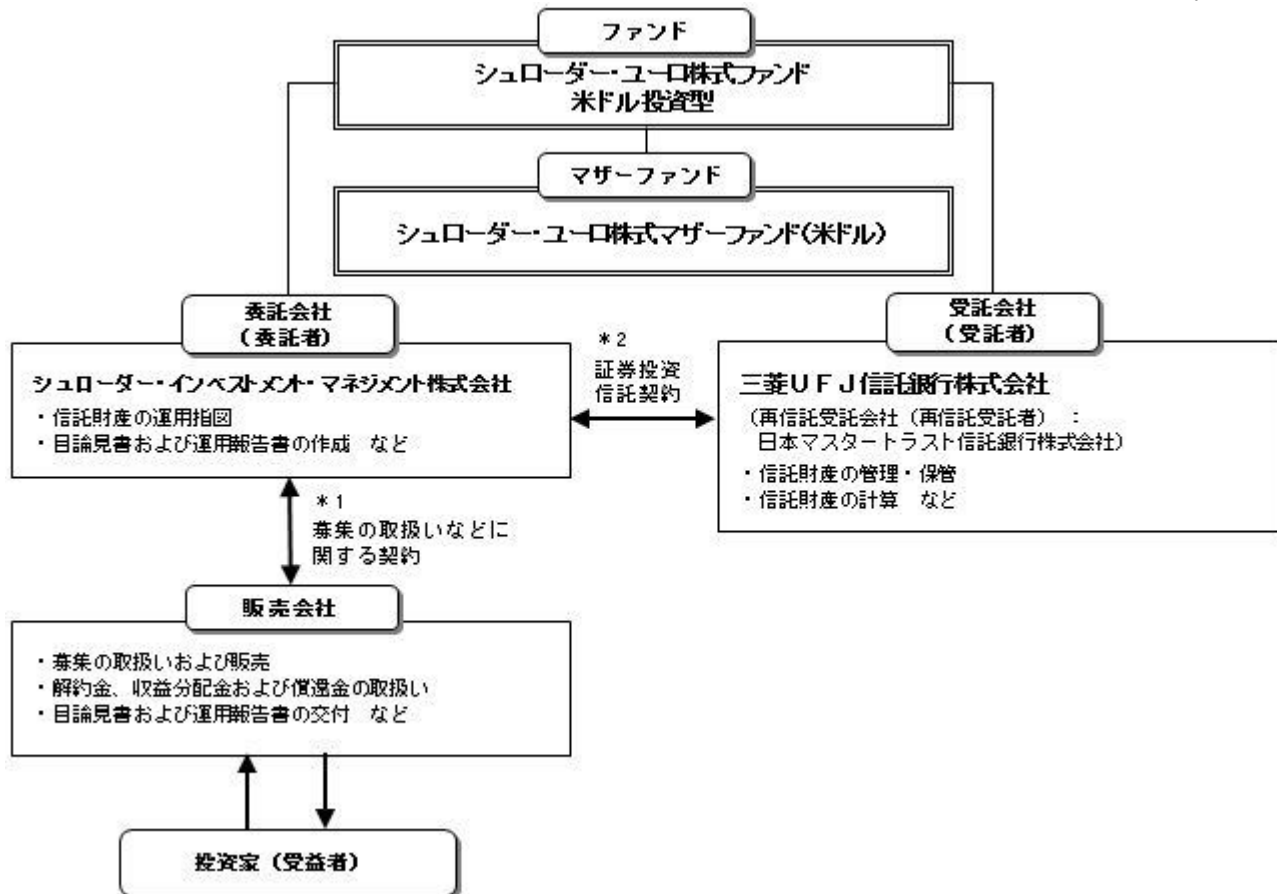 ファンド
シュローダー・ユーロ株式ファンド
米ドル投資型
マザーファンド
シュローダー・ユーロ株式マザーファンド(米ドル)
委託会社
(委託者)
シュローダー・インベストメント・マネジメント株式会社
・信託財産の運用指図
・目論見書および運用報告書の作成 など
*2
証券投資
信託契約
受託会社
(受託者)
三菱UFJ信託銀行株式会社
(再信託受託会社(再信託受託者) :
日本マスタートラスト信託銀行株式会社)
・信託財産の管理・保管
・信託財産の計算 など
*1
募集の取扱いなどに
関する契約
販売会社
・募集の取扱いおよび販売
・解約金、収益分配金および償還金の取扱い
・目論見書および運用報告書の交付 など
投資家(受益者)